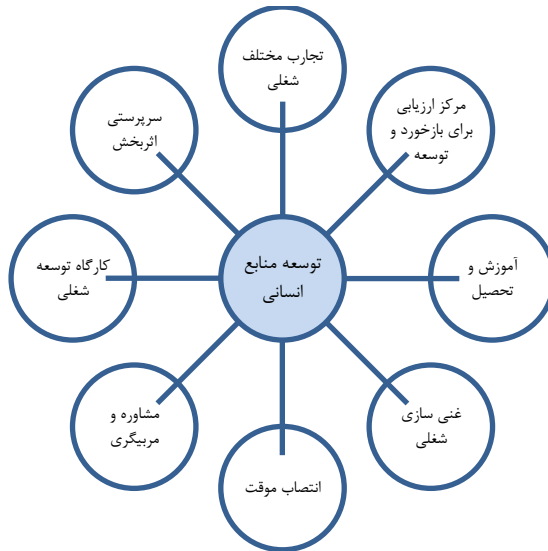 تجارب مختلف
شغلی
مرکز ارزیابی
برای بازخورد و
توسعه
آموزش و
تحصیل
غنی سازی
شغلی
انتصاب موقت
مشاوره و
مربیگری
کارگاه توسعه
شغلی
سرپرستی
اثربخش
توسعه منابع
انسانی